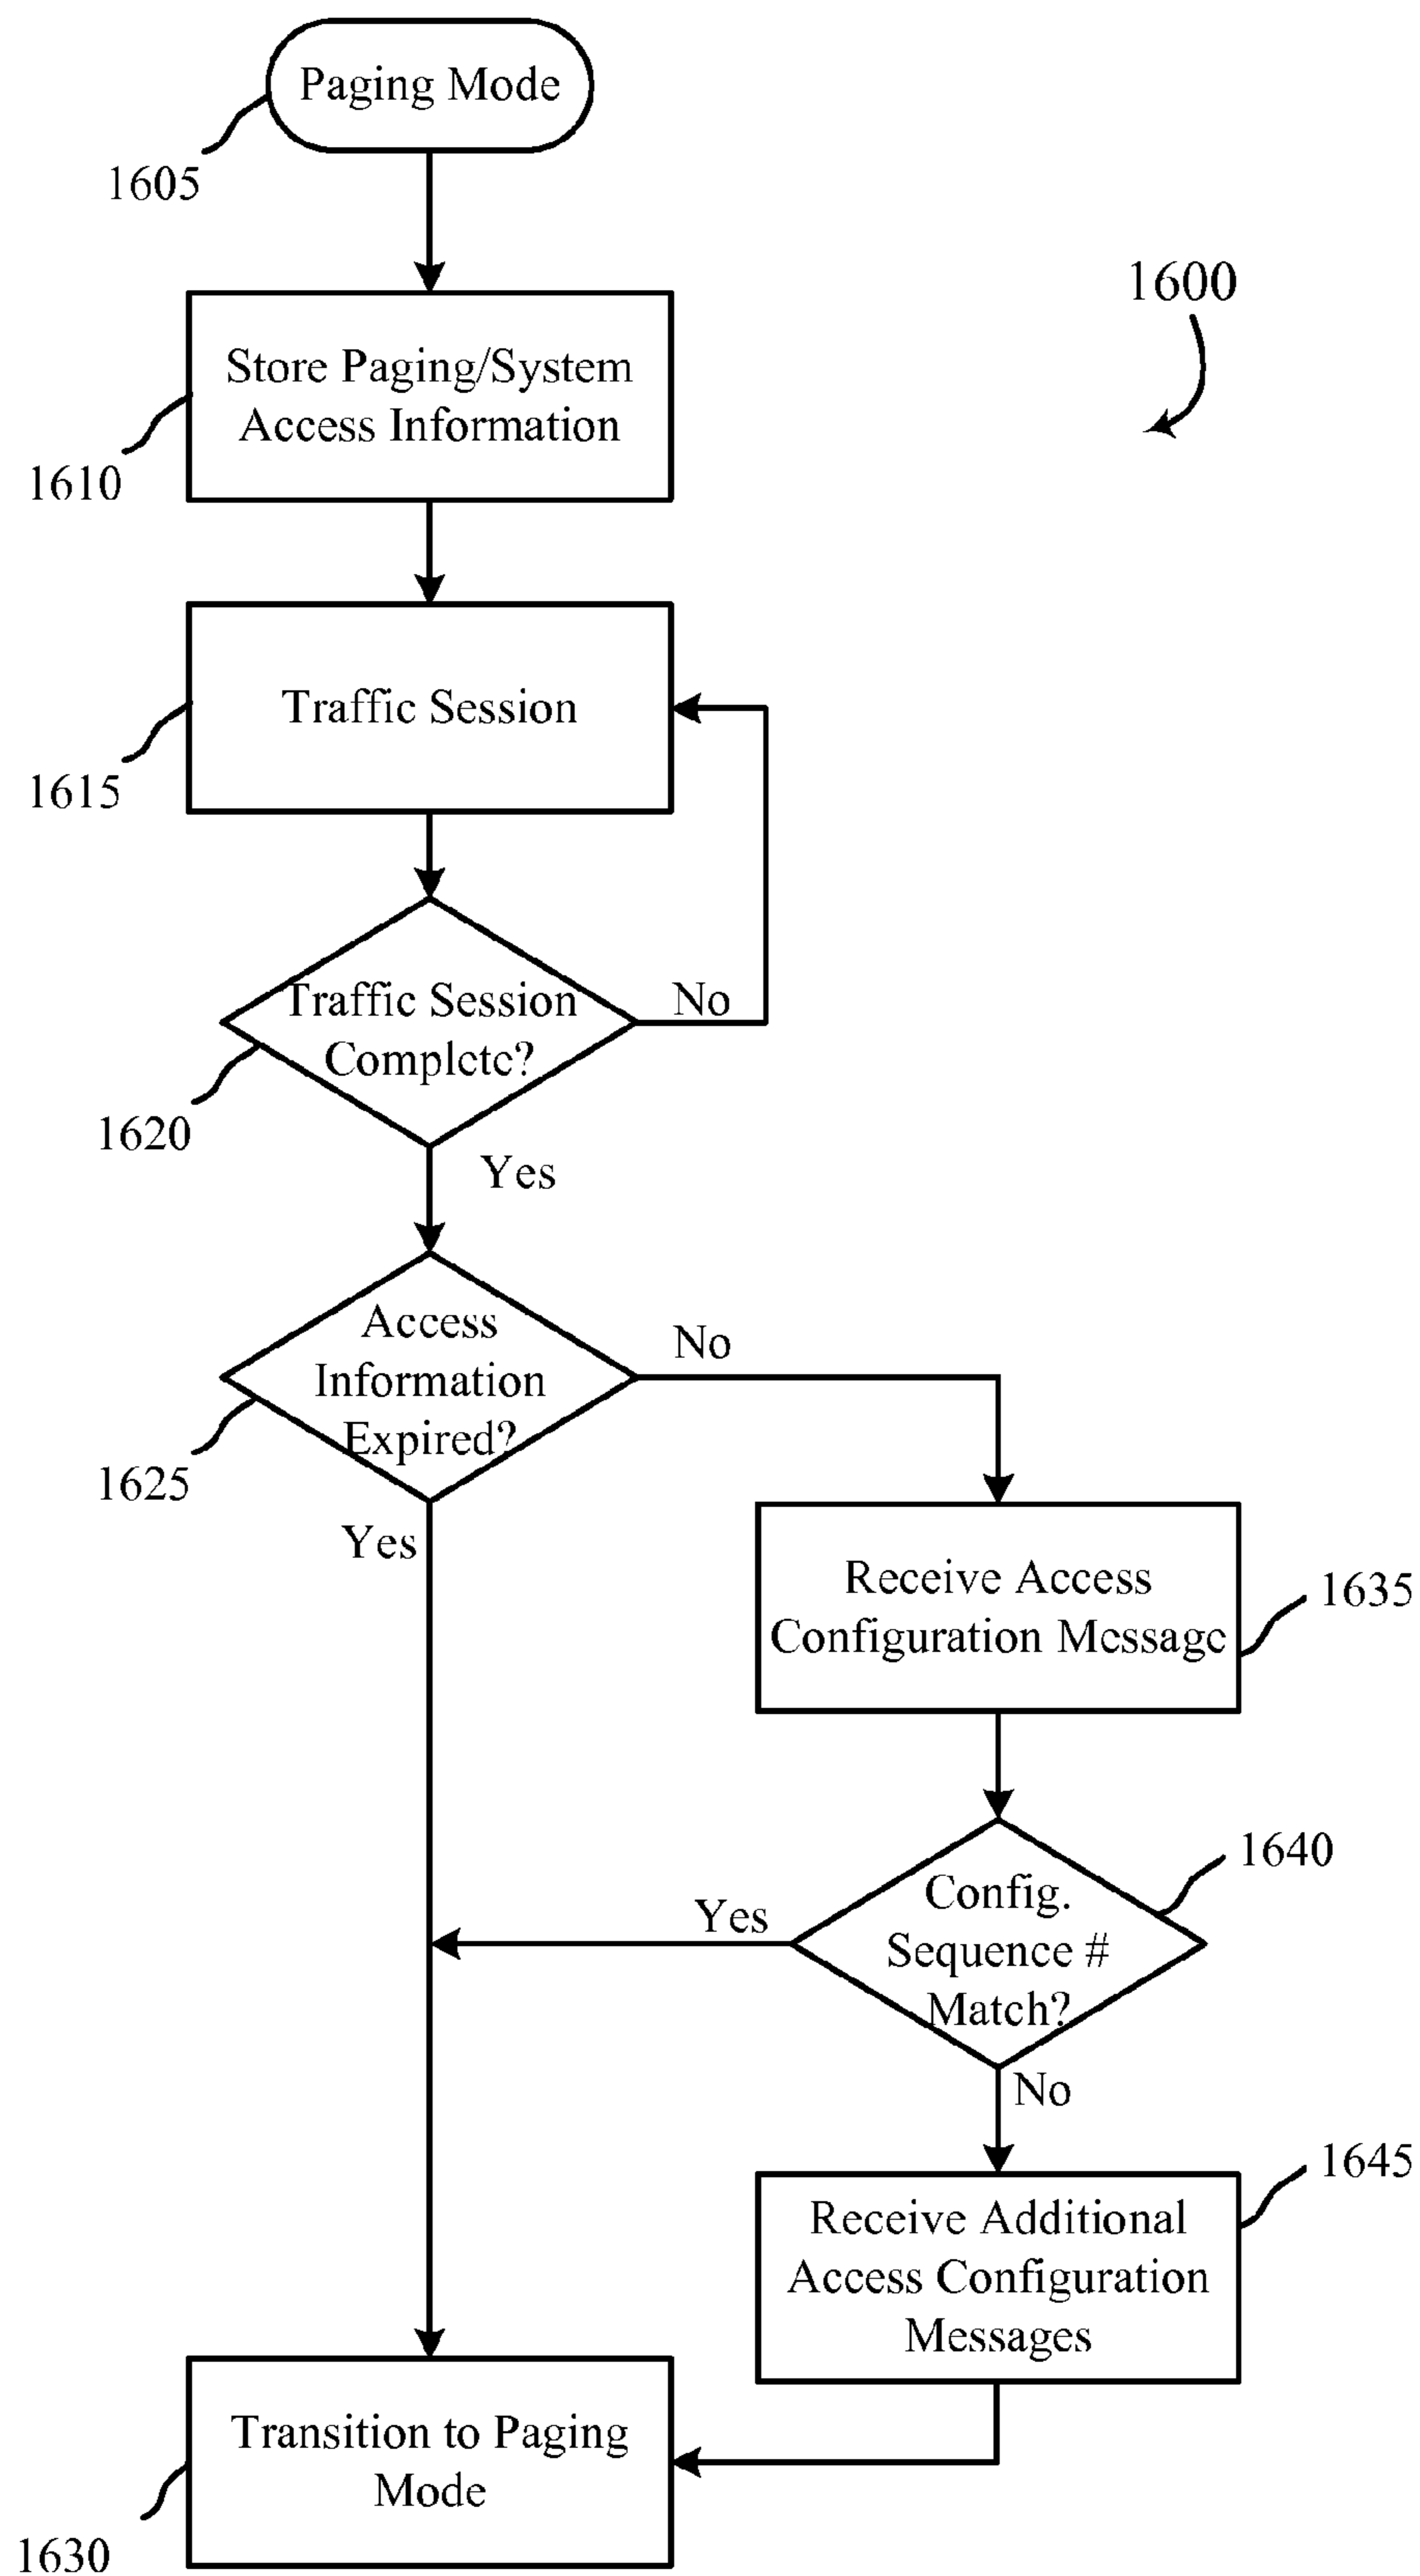 Paging Mode
1605
1600
Store Paging/System
Access Information
1610
Traffic Session
1615
Traffic Session
Complete?
No
1620
Yes
Access
Information
Expired?
No
1625
Yes
Receive Access
Configuration Message
1635
Config.
Sequence #
Match?
1640
Yes
No
Receive Additional
Access Configuration
Messages
1645
Transition to Paging
Mode
1630